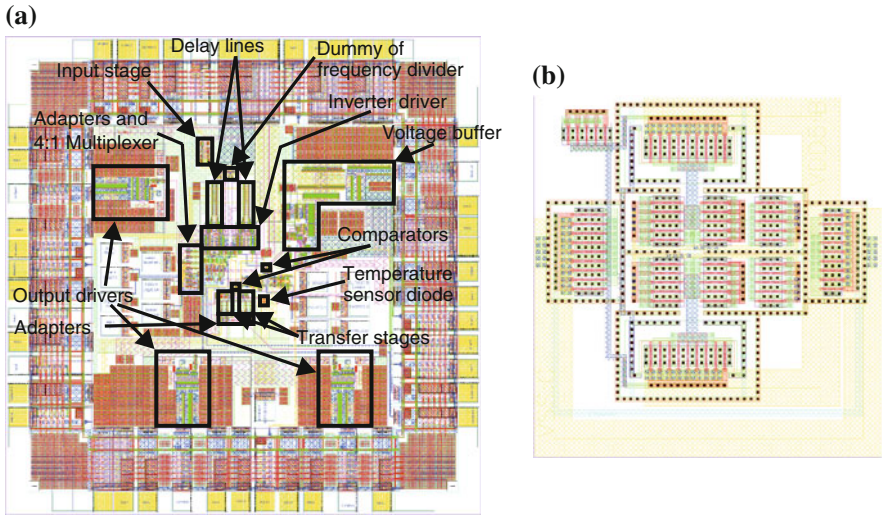 (a)
Delay lines
Dummy of
frequency divider
Input stage
Inverter driver
Adapters and
4:1 Multiplexer
Voltage buffer
Comparators
Temperature
sensor diode
Output drivers
Adapters
Transfer stages
(b)